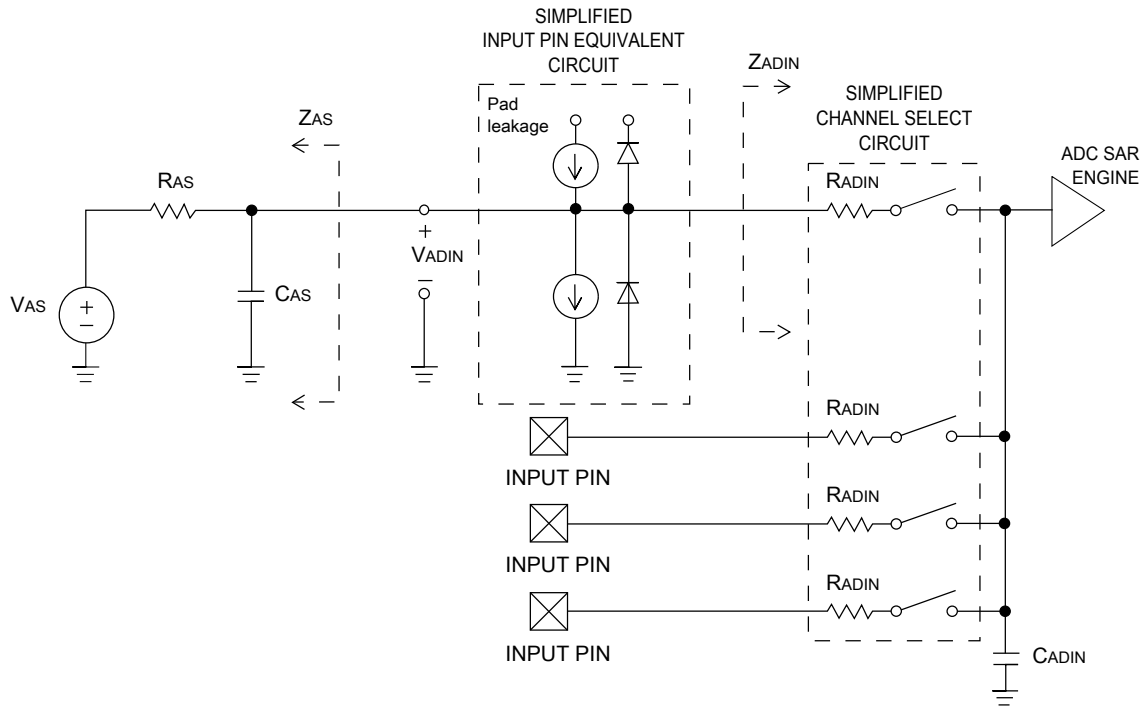 SIMPLIFIED
INPUT PIN EQUIVALENT
CIRCUIT
Pad
leakage
ZADIN
SIMPLIFIED
CHANNEL SELECT
CIRCUIT
ADC SAR
ENGINE
ZAS
RAS
RADIN
+
VADIN
–
VAS
+
–
CAS
RADIN
INPUT PIN
RADIN
INPUT PIN
RADIN
INPUT PIN
CADIN